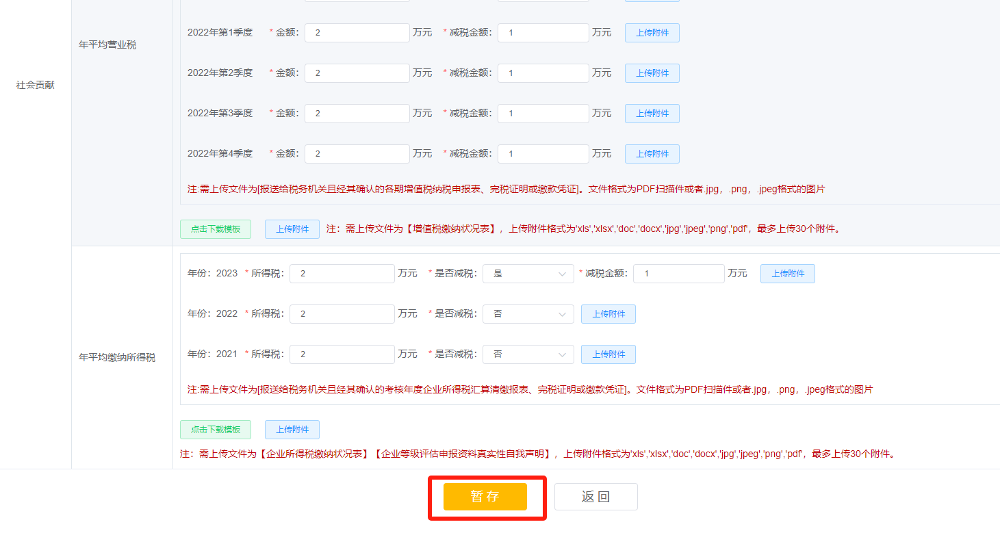 社会贡献
年平均营业税
2022年第1季度 * 金额： 2 万元 * 减税金额： 1 万元 上传附件
2022年第2季度 * 金额： 2 万元 * 减税金额： 1 万元 上传附件
2022年第3季度 * 金额： 2 万元 * 减税金额： 1 万元 上传附件
2022年第4季度 * 金额： 2 万元 * 减税金额： 1 万元 上传附件
注:需上传文件为[报送给税务机关且经其确认的各期增值税纳税申报表、完税证明或缴款凭证]。文件格式为PDF扫描件或者.jpg，.png，.jpeg格式的图片
点击下载模板 上传附件 注：需上传文件为【增值税缴纳状况表】，上传附件格式为'xls','xlsx','doc','docx','jpg','jpeg','png','pdf'，最多上传30个附件。
年平均缴纳所得税
年份：2023 * 所得税： 2 万元 * 是否减税： 是 * 减税金额： 1 万元 上传附件
年份：2022 * 所得税： 2 万元 * 是否减税： 否 上传附件
年份：2021 * 所得税： 2 万元 * 是否减税： 否 上传附件
注:需上传文件为[报送给税务机关且经其确认的考核年度企业所得税汇算清缴报表、完税证明或缴款凭证]。文件格式为PDF扫描件或者.jpg，.png，.jpeg格式的图片
点击下载模板 上传附件
注：需上传文件为【企业所得税缴纳状况表】【企业等级评估申报资料真实性自我声明】，上传附件格式为'xls','xlsx','doc','docx','jpg','jpeg','png','pdf'，最多上传30个附件。
暂存 返回